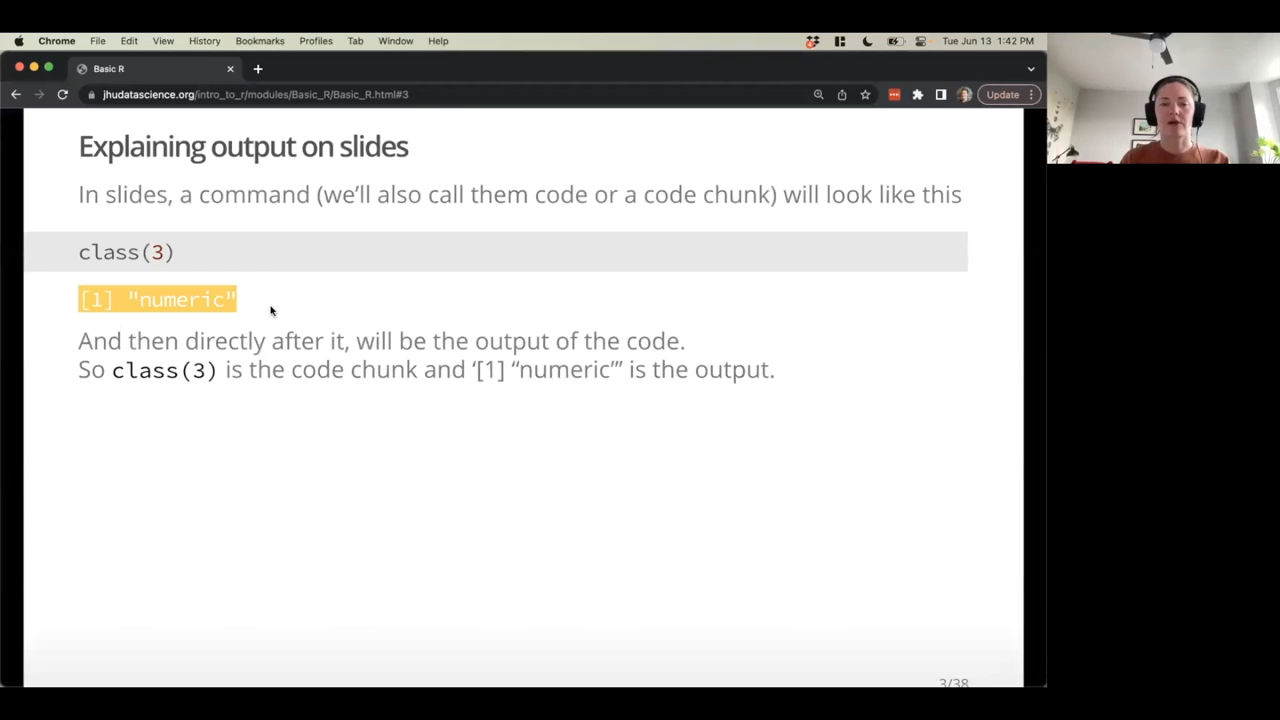 Chrome File Edit View History Bookmarks Profiles Tab Window Help Tue Jun 13 1:42 PM
Basic R
jhudatascience.org/intro_to_r/modules/Basic_R/Basic_R.html#3 Update
Explaining output on slides
In slides, a command (we’ll also call them code or a code chunk) will look like this
class(3)
[1] "numeric"
And then directly after it, will be the output of the code.
So class(3) is the code chunk and ‘[1] “numeric”’ is the output.
3/38